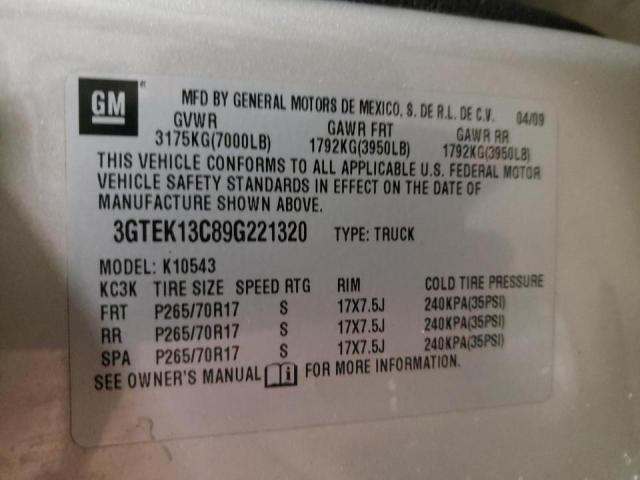 GM
MFD BY GENERAL MOTORS DE MEXICO, S. DE R.L. DE C.V. 04/09
GVWR GAWR FRT GAWR RR
3175KG(7000LB) 1792KG(3950LB) 1792KG(3950LB)
THIS VEHICLE CONFORMS TO ALL APPLICABLE U.S. FEDERAL MOTOR
VEHICLE SAFETY STANDARDS IN EFFECT ON THE DATE OF
MANUFACTURE SHOWN ABOVE.
3GTEK13C89G221320 TYPE: TRUCK
MODEL: K10543
KC3K TIRE SIZE SPEED RTG RIM COLD TIRE PRESSURE
FRT P265/70R17 S 17X7.5J 240KPA(35PSI)
RR P265/70R17 S 17X7.5J 240KPA(35PSI)
SPA P265/70R17 S 17X7.5J 240KPA(35PSI)
SEE OWNER'S MANUAL i FOR MORE INFORMATION.